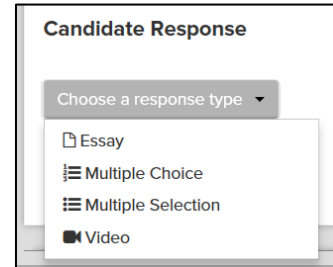 Candidate Response
Choose a response type
Essay
Multiple Choice
Multiple Selection
Video